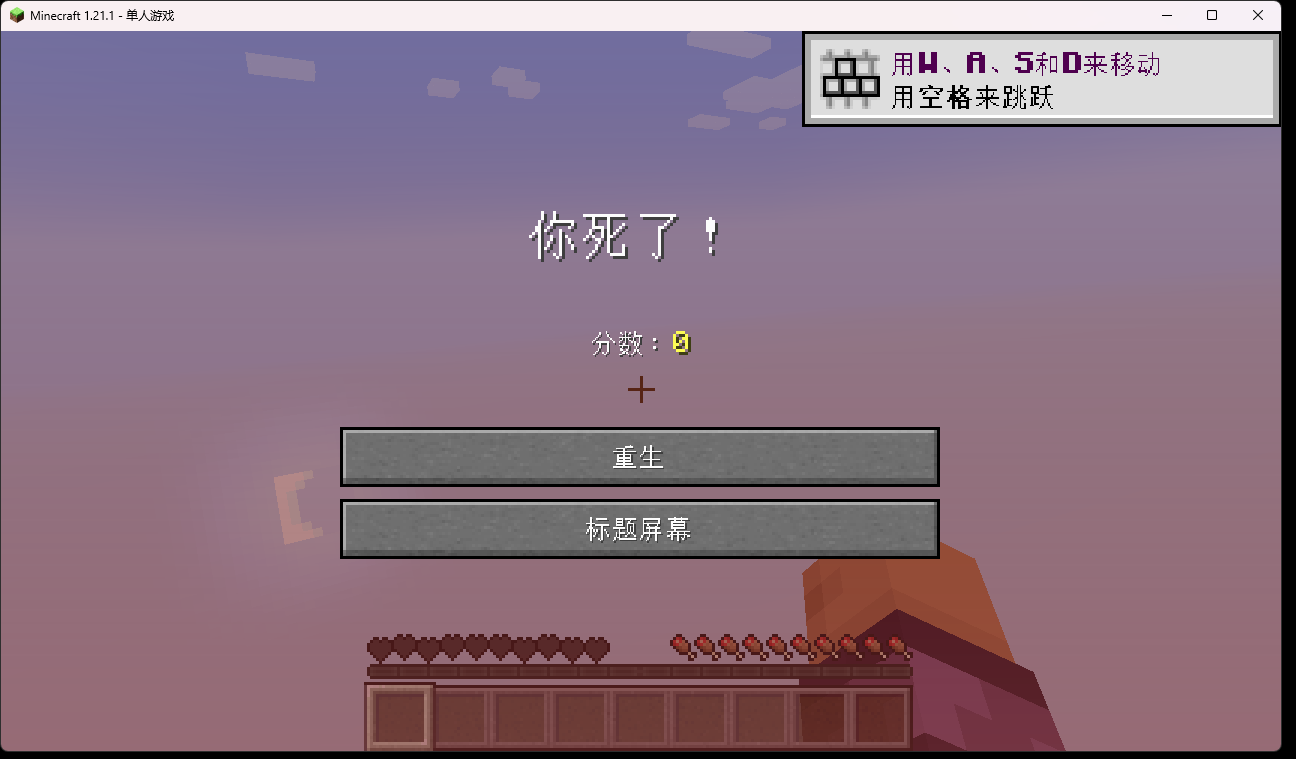 Minecraft 1.21.1 - 单人游戏
用W、A、S和D来移动
用空格来跳跃
你死了！
分数：0
重生
标题屏幕